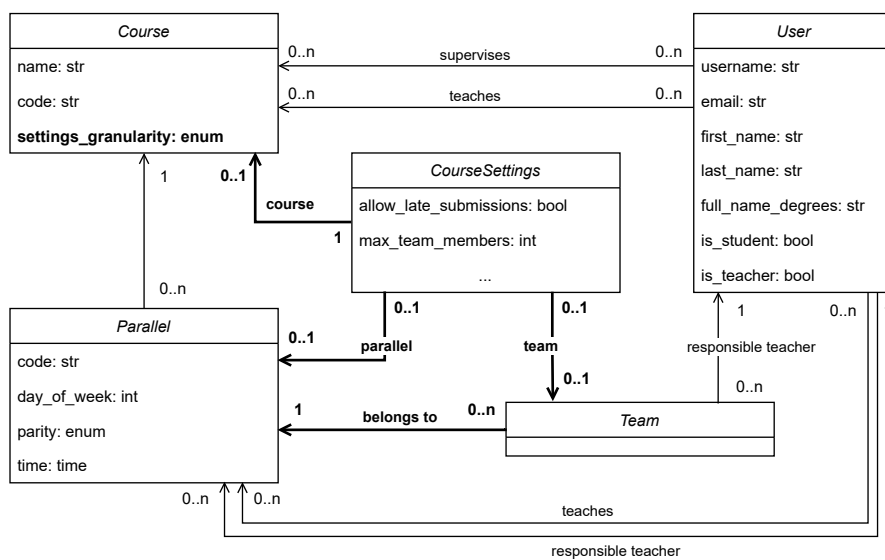 Course
name: str
code: str
settings_granularity: enum
User
username: str
email: str
first_name: str
last_name: str
full_name_degrees: str
is_student: bool
is_teacher: bool
0..n
supervises
0..n
0..n
teaches
0..n
CourseSettings
allow_late_submissions: bool
max_team_members: int
...
1
0..1
course
1
0..n
0..1
0..1
parallel
0..1
team
0..1
1
0..n
responsible teacher
0..n
Parallel
code: str
day_of_week: int
parity: enum
time: time
1
belongs to
0..n
Team
0..n
0..n
teaches
responsible teacher